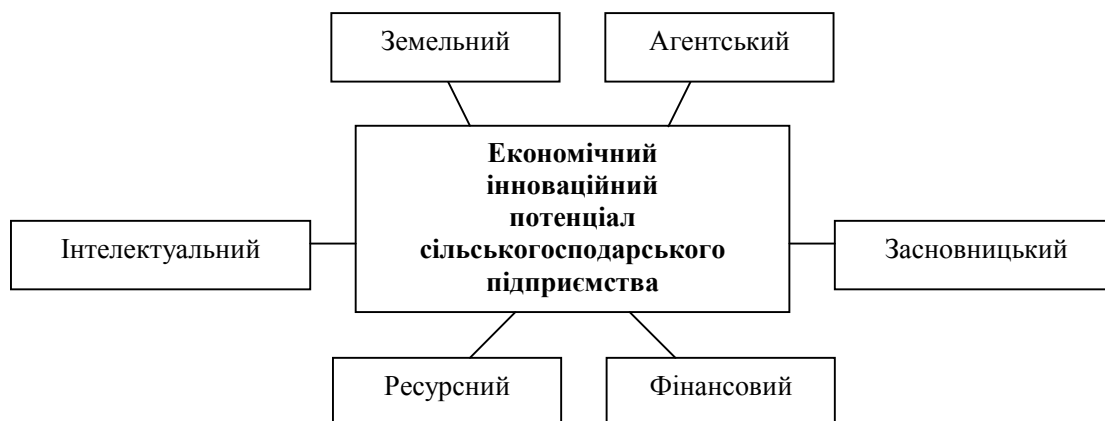 Земельний
Агентський
Економічний
інноваційний
потенціал
сільськогосподарського
підприємства
Інтелектуальний
Засновницький
Ресурсний
Фінансовий